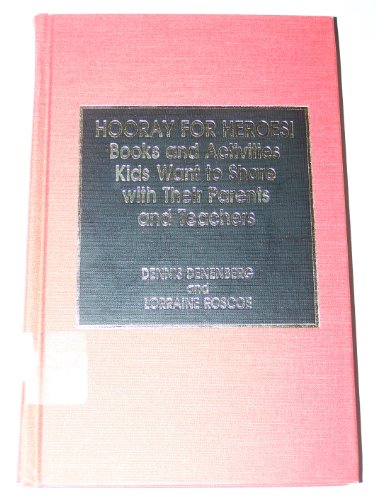 HOORAY FOR HEROES!
Books and Activities
Kids Want to Share
with Their Parents
and Teachers
DENNIS DENENBERG
and
LORRAINE ROSCOE